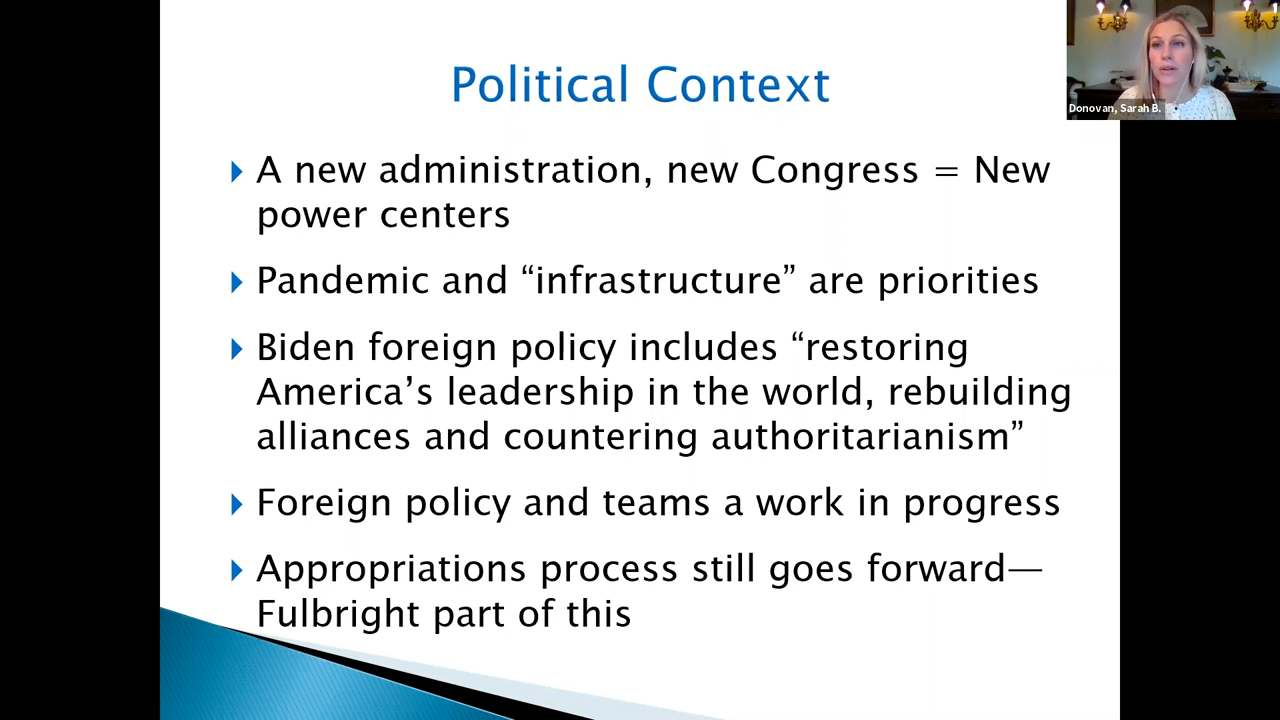 Political Context
Donovan, Sarah B.
A new administration, new Congress = New
power centers
Pandemic and “infrastructure” are priorities
Biden foreign policy includes “restoring
America’s leadership in the world, rebuilding
alliances and countering authoritarianism”
Foreign policy and teams a work in progress
Appropriations process still goes forward—
Fulbright part of this